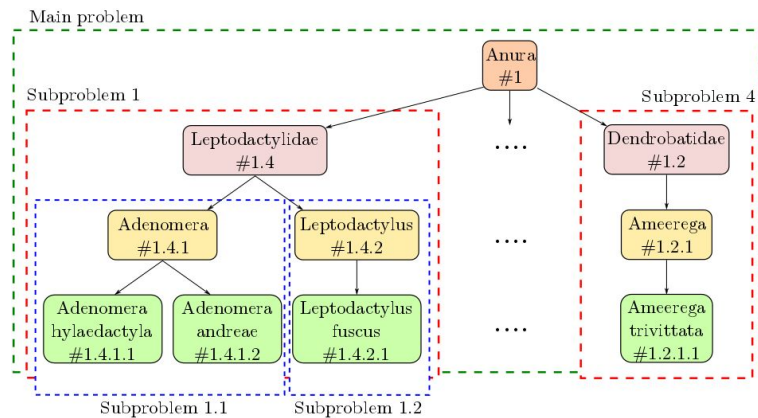 Main problem
Anura
#1
Subproblem 1
Subproblem 4
Leptodactylidae
#1.4
....
Dendrobatidae
#1.2
Adenomera
#1.4.1
Leptodactylus
#1.4.2
....
Ameerega
#1.2.1
Adenomera
hylaedactyla
#1.4.1.1
Adenomera
andreae
#1.4.1.2
Leptodactylus
fuscus
#1.4.2.1
....
Ameerega
trivittata
#1.2.1.1
Subproblem 1.1
Subproblem 1.2